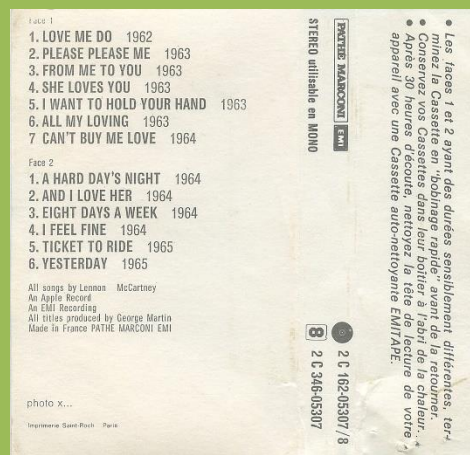 Face 1
1. LOVE ME DO 1962
2. PLEASE PLEASE ME 1963
3. FROM ME TO YOU 1963
4. SHE LOVES YOU 1963
5. I WANT TO HOLD YOUR HAND 1963
6. ALL MY LOVING 1963
7 CAN'T BUY ME LOVE 1964
Face 2
1. A HARD DAY'S NIGHT 1964
2. AND I LOVE HER 1964
3. EIGHT DAYS A WEEK 1964
4. I FEEL FINE 1964
5. TICKET TO RIDE 1965
6. YESTERDAY 1965
All songs by Lennon McCartney
An Apple Record
An EMI Recording
All titles produced by George Martin
Made in France PATHE MARCONI EMI
photo x...
Imprimerie Saint-Roch Paris
PATHE MARCONI EMI
STEREO utilisable en MONO
2 C 162-05307/8
8 2 C 346-05307
• Les faces 1 et 2 ayant des durées sensiblement différentes, ter-
minez la Cassette en "bobinage rapide" avant de la retourner.
• Conservez vos Cassettes dans leur boîtier à l'abri de la chaleur.
• Après 30 heures d'écoute, nettoyez la tête de lecture de votre
appareil avec une Cassette auto-nettoyante EMITAPE.